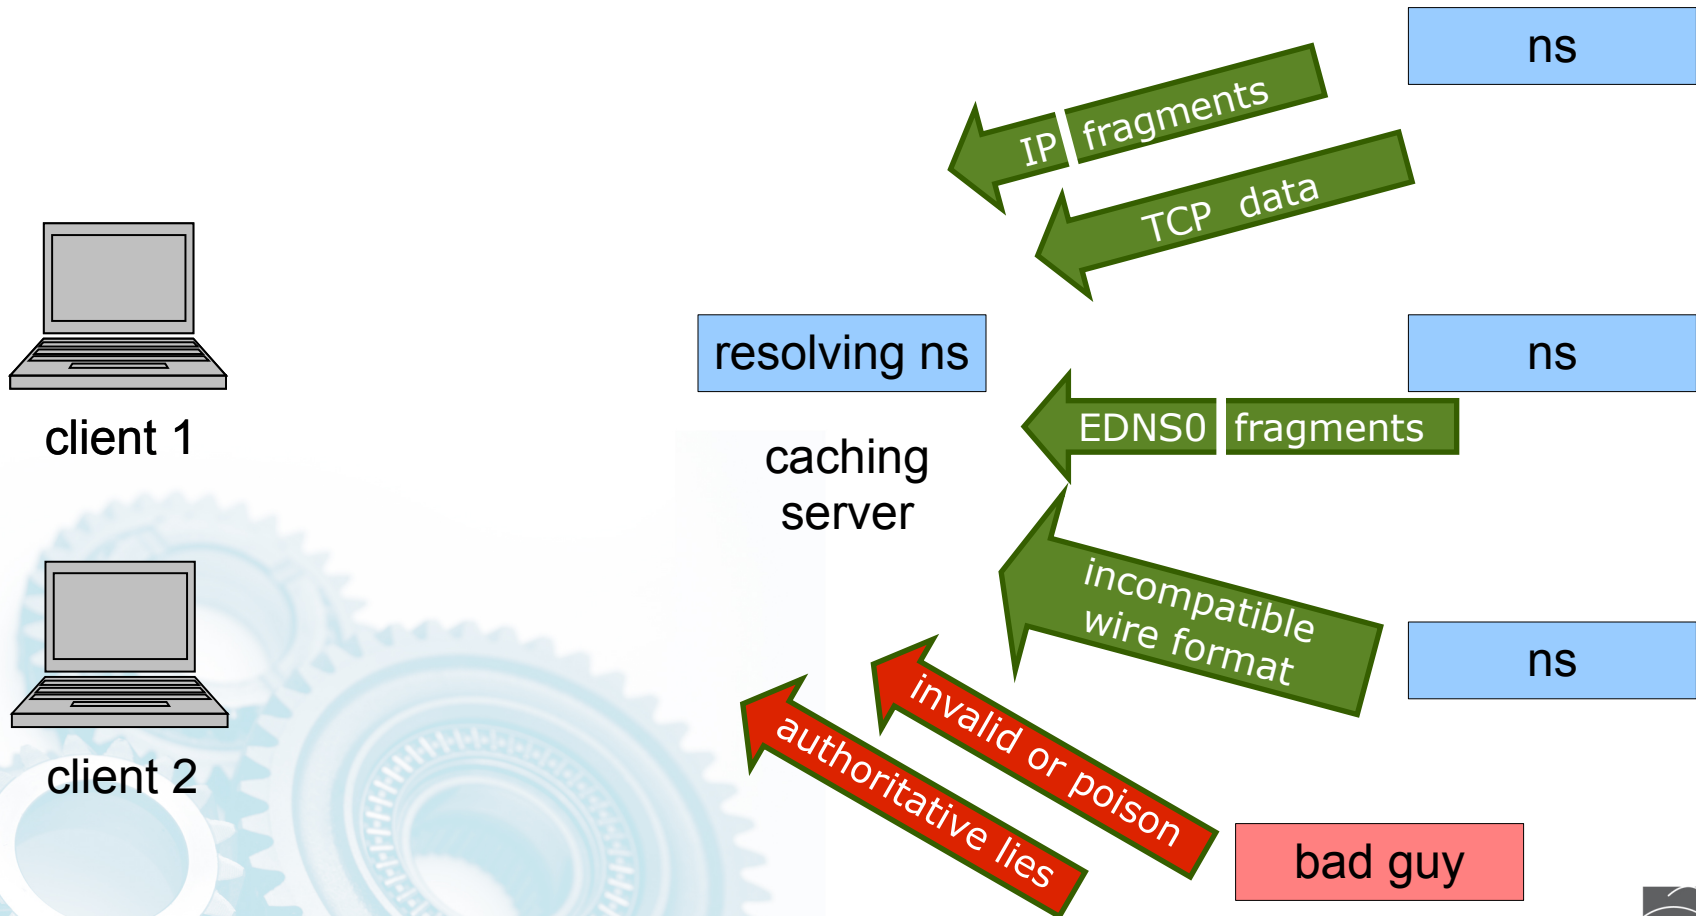 ns
IP fragments
TCP data
resolving ns
ns
client 1
EDNS0 fragments
caching
server
incompatible
wire format
ns
invalid or poison
authoritative lies
client 2
bad guy